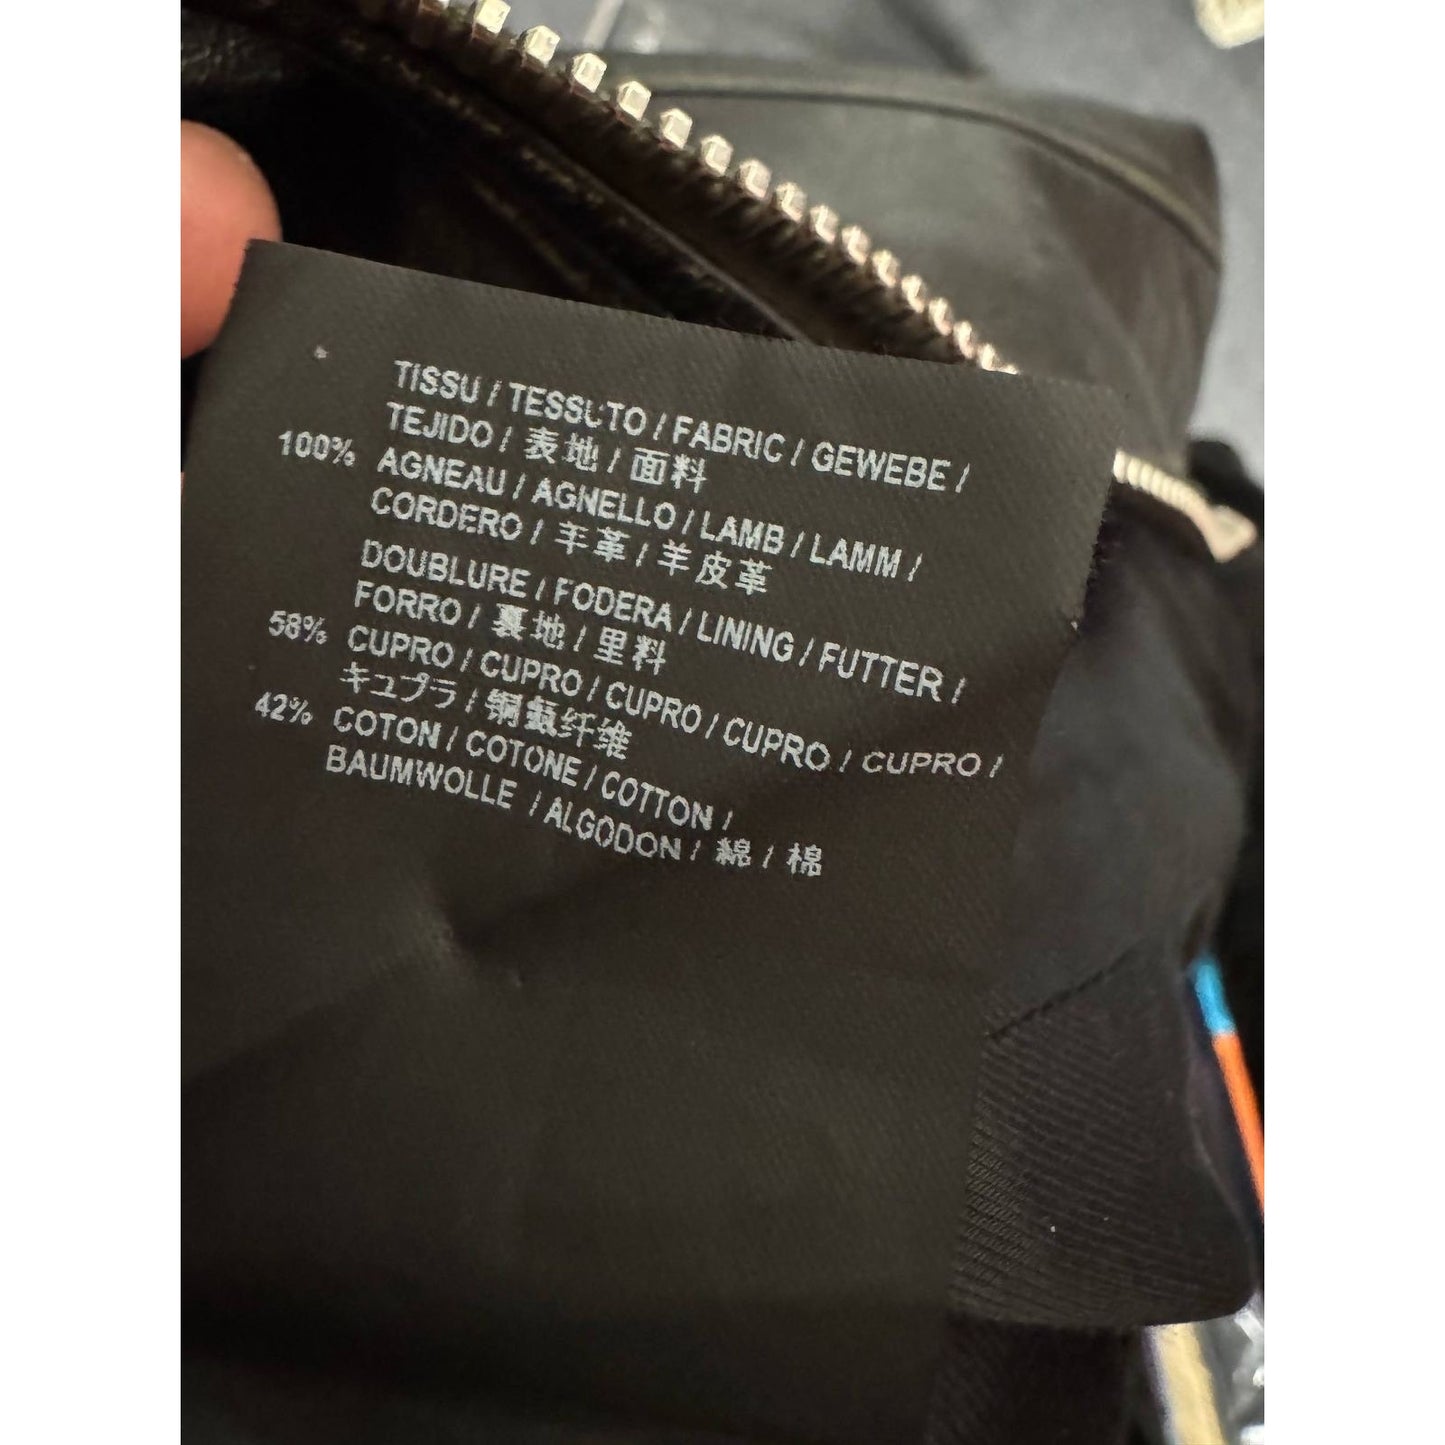 TISSU / TESSUTO / FABRIC / GEWEBE /
TEJIDO / 表地 / 面料
100% AGNEAU / AGNELLO / LAMB / LAMM /
CORDERO / 羊革 / 羊皮革
DOUBLURE / FODERA / LINING / FUTTER /
FORRO / 裏地 / 里料
58% CUPRO / CUPRO / CUPRO / CUPRO / CUPRO /
キュプラ / 铜氨纤维
42% COTON / COTONE / COTTON /
BAUMWOLLE / ALGODON / 綿 / 棉